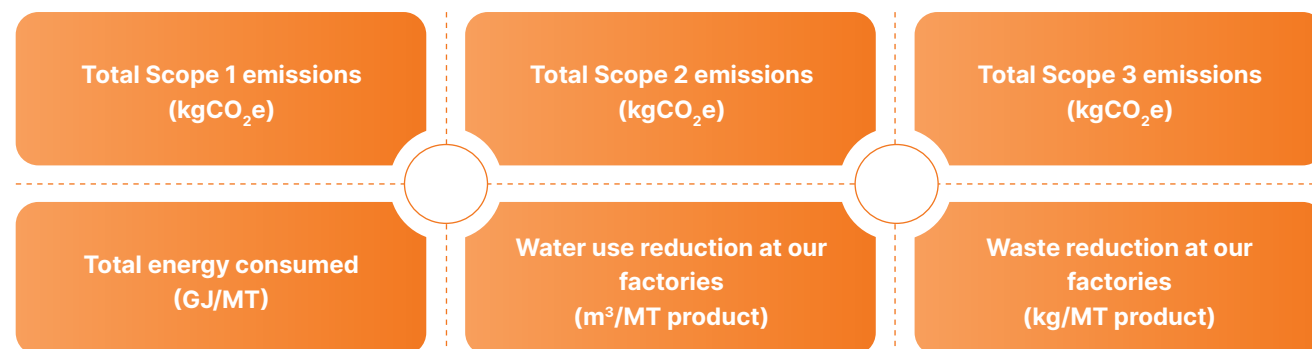 Total Scope 1 emissions
(kgCO₂e)
Total Scope 2 emissions
(kgCO₂e)
Total Scope 3 emissions
(kgCO₂e)
Total energy consumed
(GJ/MT)
Water use reduction at our
factories
(m³/MT product)
Waste reduction at our
factories
(kg/MT product)